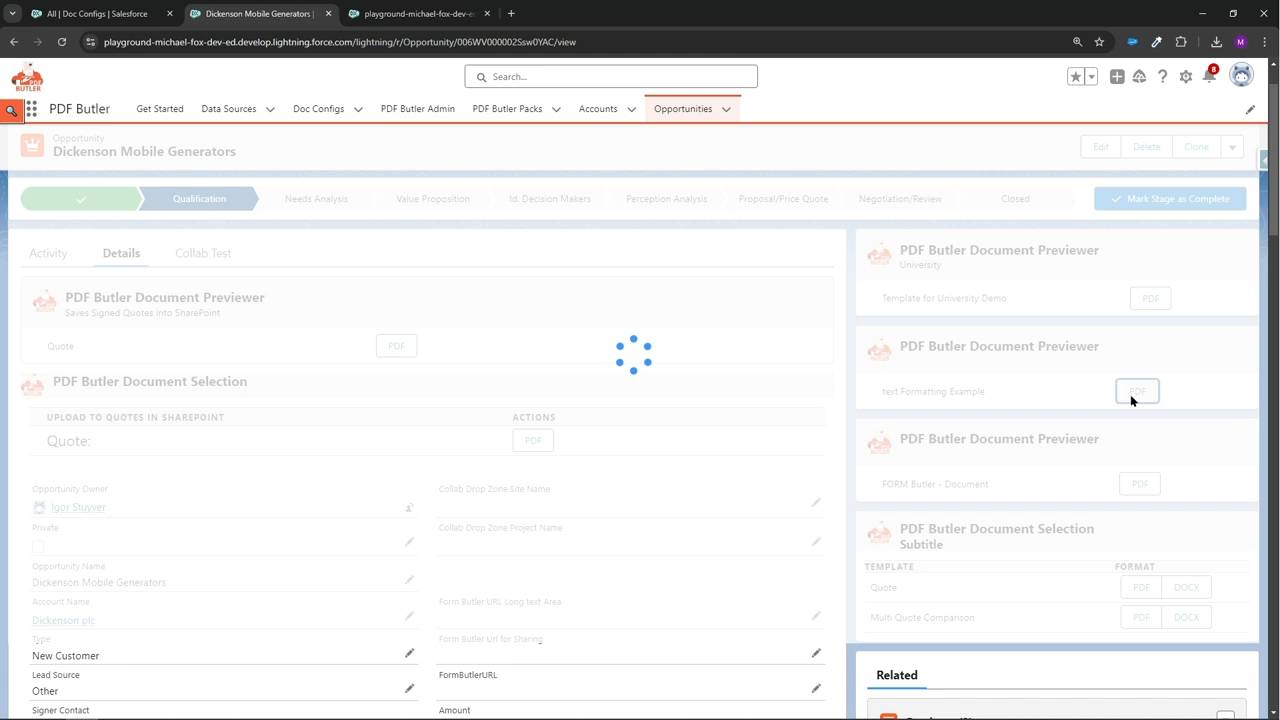 All | Doc Configs | Salesforce
Dickenson Mobile Generators |
playground-michael-fox-dev-ed
playground-michael-fox-dev-ed.develop.lightning.force.com/lightning/r/Opportunity/006WV000002Ssw0YAC/view
M
Search...
8
PDF Butler
Get Started
Data Sources
Doc Configs
PDF Butler Admin
PDF Butler Packs
Accounts
Opportunities
Opportunity
Dickenson Mobile Generators
Edit
Delete
Clone
Qualification
Needs Analysis
Value Proposition
Id. Decision Makers
Perception Analysis
Proposal/Price Quote
Negotiation/Review
Closed
Mark Stage as Complete
Activity
Details
Collab Test
PDF Butler Document Previewer
Saves Signed Quotes into SharePoint
Quote
PDF
PDF Butler Document Selection
UPLOAD TO QUOTES IN SHAREPOINT
ACTIONS
Quote:
PDF
Opportunity Owner
Igor Stuyver
Collab Drop Zone Site Name
Private
Collab Drop Zone Project Name
Opportunity Name
Dickenson Mobile Generators
Account Name
Dickenson plc
Form Butler URL Long text Area
Type
New Customer
Form Butler Url for Sharing
Lead Source
Other
FormButlerURL
Signer Contact
Amount
PDF Butler Document Previewer
University
Template for University Demo
PDF
PDF Butler Document Previewer
text Formatting Example
PDF
PDF Butler Document Previewer
FORM Butler - Document
PDF
PDF Butler Document Selection
Subtitle
TEMPLATE
FORMAT
Quote
PDF
DOCX
Multi Quote Comparison
PDF
DOCX
Related